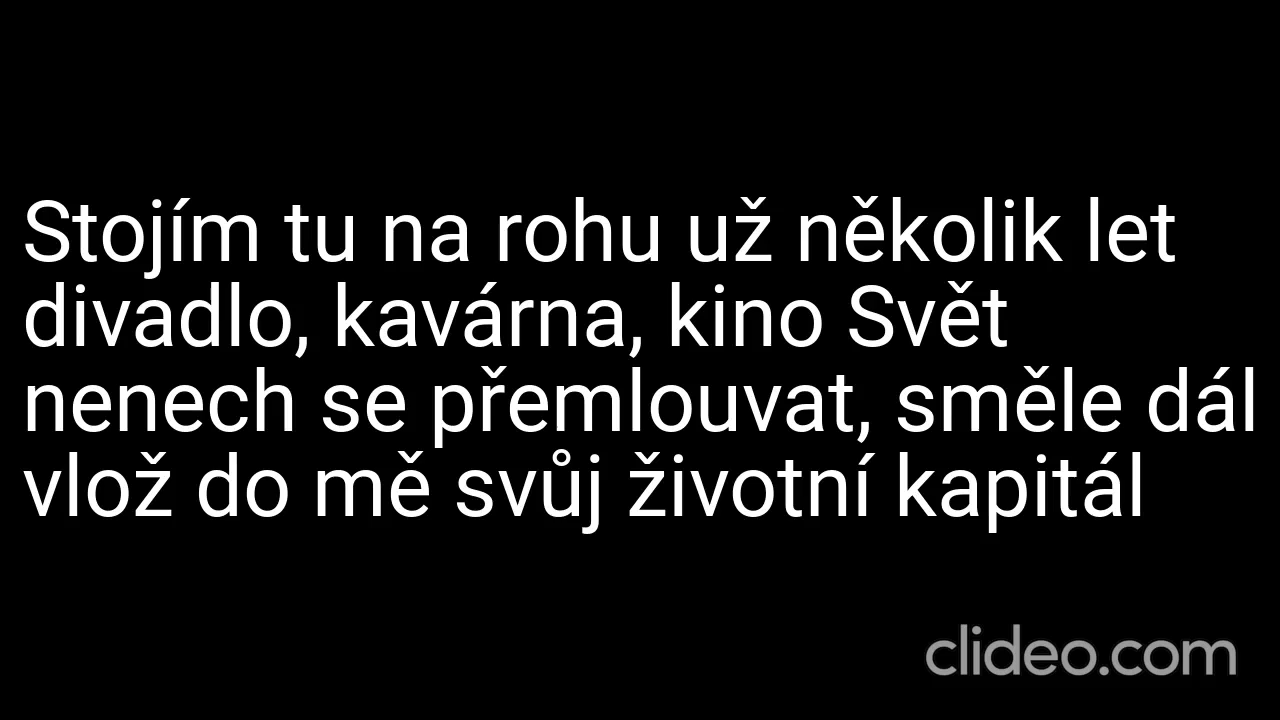 Stojím tu na rohu už několik let
divadlo, kavárna, kino Svět
nenech se přemlouvat, směle dál
vlož do mě svůj životní kapitál
clideo.com